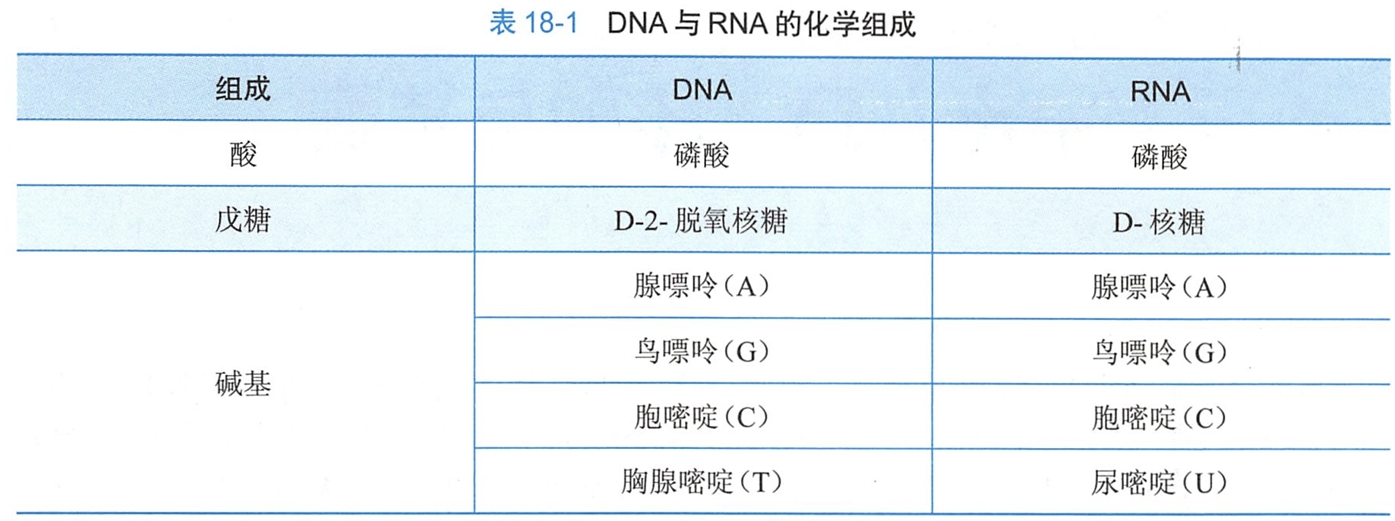 表 18-1 DNA 与 RNA 的化学组成
组成 DNA RNA
酸 磷酸 磷酸
戊糖 D-2- 脱氧核糖 D- 核糖
碱基
腺嘌呤（A） 腺嘌呤（A）
鸟嘌呤（G） 鸟嘌呤（G）
胞嘧啶（C） 胞嘧啶（C）
胸腺嘧啶（T） 尿嘧啶（U）